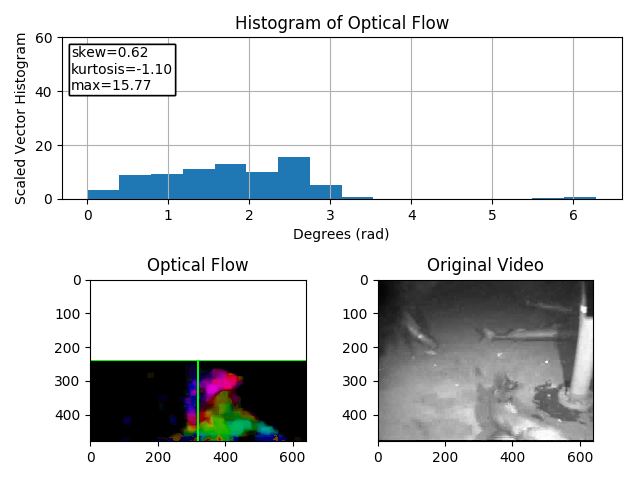 Histogram of Optical Flow
Scaled Vector Histogram
60
40
20
0
skew=0.62
kurtosis=-1.10
max=15.77
0 1 2 3 4 5 6
Degrees (rad)
Optical Flow
0
100
200
300
400
0 200 400 600
Original Video
0
100
200
300
400
0 200 400 600